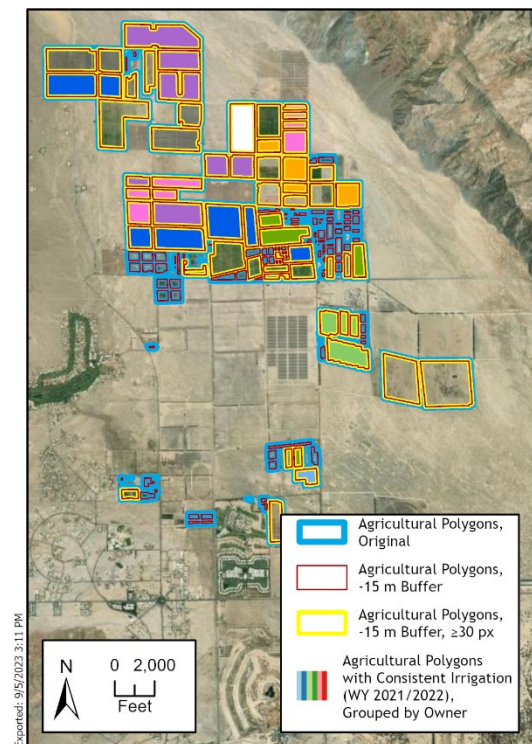 Agricultural Polygons,
Original
Agricultural Polygons,
-15 m Buffer
Agricultural Polygons,
-15 m Buffer, ≥30 px
Agricultural Polygons
with Consistent Irrigation
(WY 2021/2022),
Grouped by Owner
N
0 2,000
Feet
Exported: 9/5/2023 3:11 PM